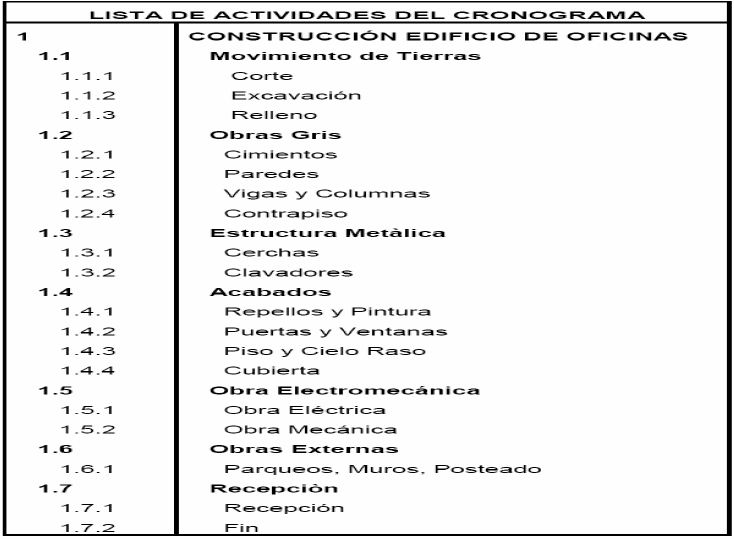 LISTA DE ACTIVIDADES DEL CRONOGRAMA
1 CONSTRUCCIÓN EDIFICIO DE OFICINAS
1.1 Movimiento de Tierras
1.1.1 Corte
1.1.2 Excavación
1.1.3 Relleno
1.2 Obras Gris
1.2.1 Cimientos
1.2.2 Paredes
1.2.3 Vigas y Columnas
1.2.4 Contrapiso
1.3 Estructura Metàlica
1.3.1 Cerchas
1.3.2 Clavadores
1.4 Acabados
1.4.1 Repellos y Pintura
1.4.2 Puertas y Ventanas
1.4.3 Piso y Cielo Raso
1.4.4 Cubierta
1.5 Obra Electromecánica
1.5.1 Obra Eléctrica
1.5.2 Obra Mecánica
1.6 Obras Externas
1.6.1 Parqueos, Muros, Posteado
1.7 Recepciòn
1.7.1 Recepción
1.7.2 Fin